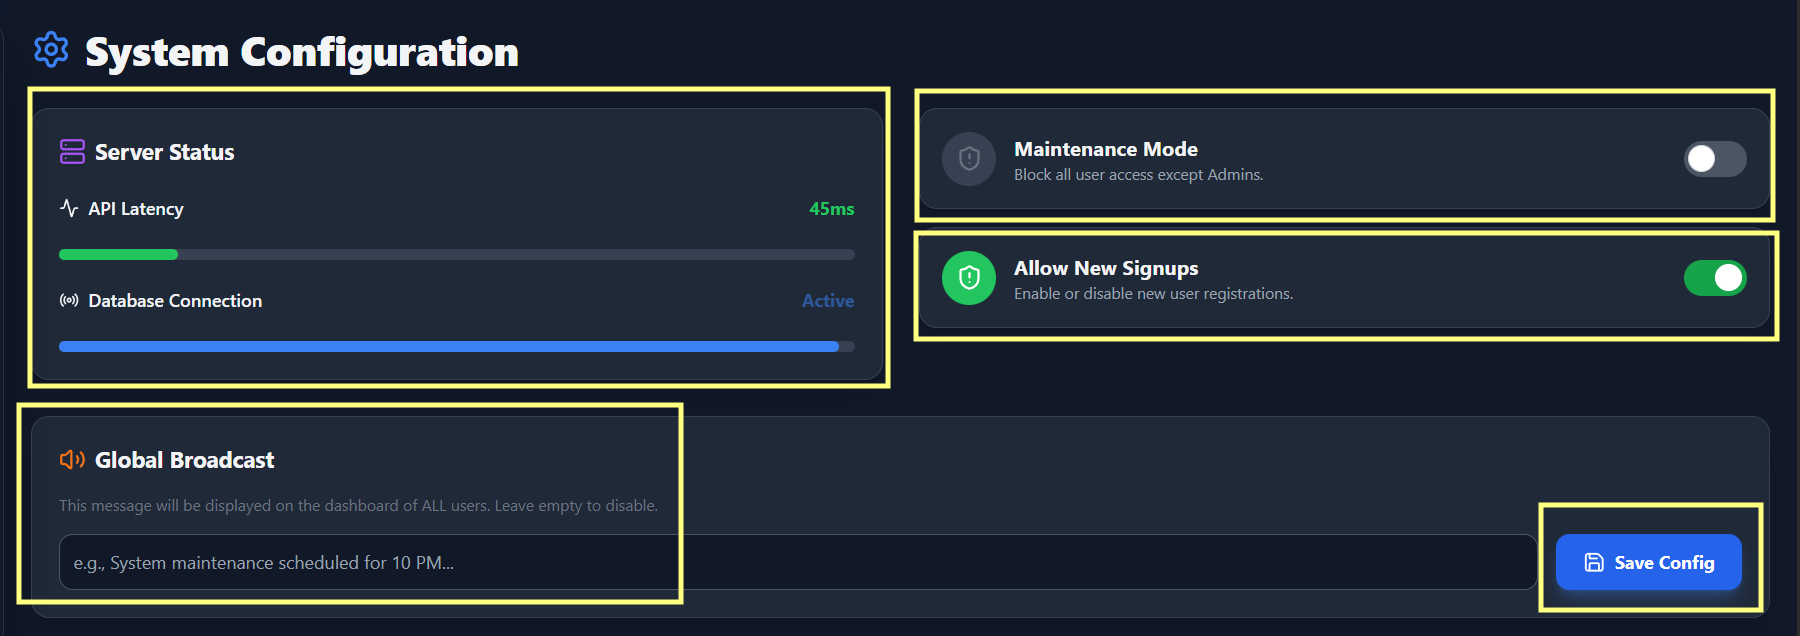 System Configuration
Server Status
API Latency
45ms
Database Connection
Active
Maintenance Mode
Block all user access except Admins.
Allow New Signups
Enable or disable new user registrations.
Global Broadcast
This message will be displayed on the dashboard of ALL users. Leave empty to disable.
e.g., System maintenance scheduled for 10 PM...
Save Config